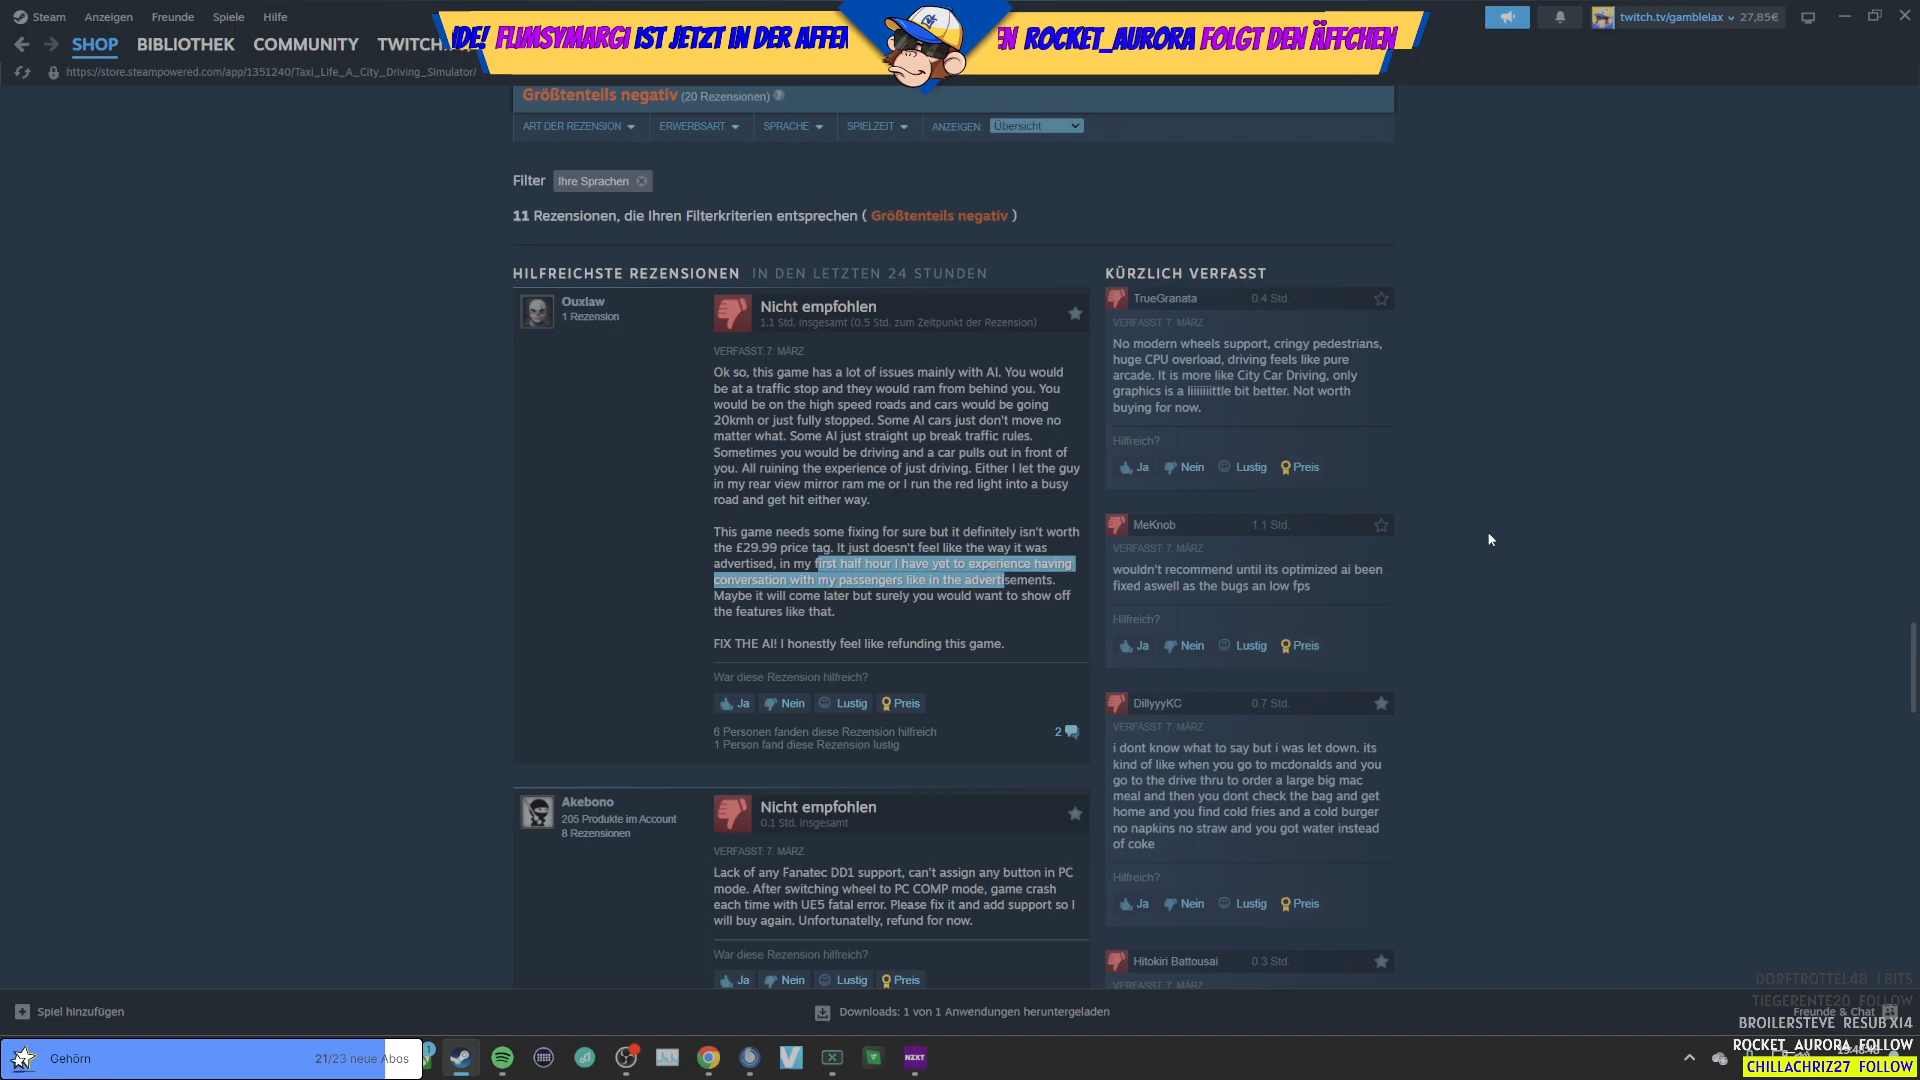 Steam Anzeigen Freunde Spiele Hilfe
twitch.tv/gamblelax 27,85€
SHOP BIBLIOTHEK COMMUNITY TWITCH.
IDE! FLIMSYMARGI IST JETZT IN DER AFFEN
EN ROCKET_AURORA FOLGT DEN ÄFFCHEN
https://store.steampowered.com/app/1351240/Taxi_Life_A_City_Driving_Simulator/
Größtenteils negativ (20 Rezensionen) ?
ART DER REZENSION ERWERBSART SPRACHE SPIELZEIT ANZEIGEN: Übersicht
Filter Ihre Sprachen
11 Rezensionen, die Ihren Filterkriterien entsprechen ( Größtenteils negativ )
HILFREICHSTE REZENSIONEN IN DEN LETZTEN 24 STUNDEN
Ouxlaw
1 Rezension
Nicht empfohlen
1.1 Std. insgesamt (0.5 Std. zum Zeitpunkt der Rezension)
VERFASST: 7. MÄRZ
Ok so, this game has a lot of issues mainly with AI. You would
be at a traffic stop and they would ram from behind you. You
would be on the high speed roads and cars would be going
20kmh or just fully stopped. Some AI cars just don't move no
matter what. Some AI just straight up break traffic rules.
Sometimes you would be driving and a car pulls out in front of
you. All ruining the experience of just driving. Either I let the guy
in my rear view mirror ram me or I run the red light into a busy
road and get hit either way.
This game needs some fixing for sure but it definitely isn't worth
the £29.99 price tag. It just doesn't feel like the way it was
advertised, in my first half hour I have yet to experience having
conversation with my passengers like in the advertisements.
Maybe it will come later but surely you would want to show off
the features like that.
FIX THE AI! I honestly feel like refunding this game.
War diese Rezension hilfreich?
Ja Nein Lustig Preis
6 Personen fanden diese Rezension hilfreich
1 Person fand diese Rezension lustig
2
Akebono
205 Produkte im Account
8 Rezensionen
Nicht empfohlen
0.1 Std. insgesamt
VERFASST: 7. MÄRZ
Lack of any Fanatec DD1 support, can't assign any button in PC
mode. After switching wheel to PC COMP mode, game crash
each time with UE5 fatal error. Please fix it and add support so I
will buy again. Unfortunatelly, refund for now.
War diese Rezension hilfreich?
Ja Nein Lustig Preis
KÜRZLICH VERFASST
TrueGranata 0.4 Std.
VERFASST: 7. MÄRZ
No modern wheels support, cringy pedestrians,
huge CPU overload, driving feels like pure
arcade. It is more like City Car Driving, only
graphics is a liiiiiiittle bit better. Not worth
buying for now.
Hilfreich?
Ja Nein Lustig Preis
MeKnob 1.1 Std.
VERFASST: 7. MÄRZ
wouldn't recommend until its optimized ai been
fixed aswell as the bugs an low fps
Hilfreich?
Ja Nein Lustig Preis
DillyyyKC 0.7 Std.
VERFASST: 7. MÄRZ
i dont know what to say but i was let down. its
kind of like when you go to mcdonalds and you
go to the drive thru to order a large big mac
meal and then you dont check the bag and get
home and you find cold fries and a cold burger
no napkins no straw and you got water instead
of coke
Hilfreich?
Ja Nein Lustig Preis
Hitokiri Battousai 0.3 Std.
VERFASST: 7. MÄRZ
DORFTROTTEL48 1 BITS
TIEGERENTE20 FOLLOW
BROILERSTEVE RESUB X14
ROCKET_AURORA FOLLOW
CHILLACHRIZ27 FOLLOW
Spiel hinzufügen
Downloads: 1 von 1 Anwendungen heruntergeladen
Freunde & Chat
Gehörn 21/23 neue Abos
1
NZXT